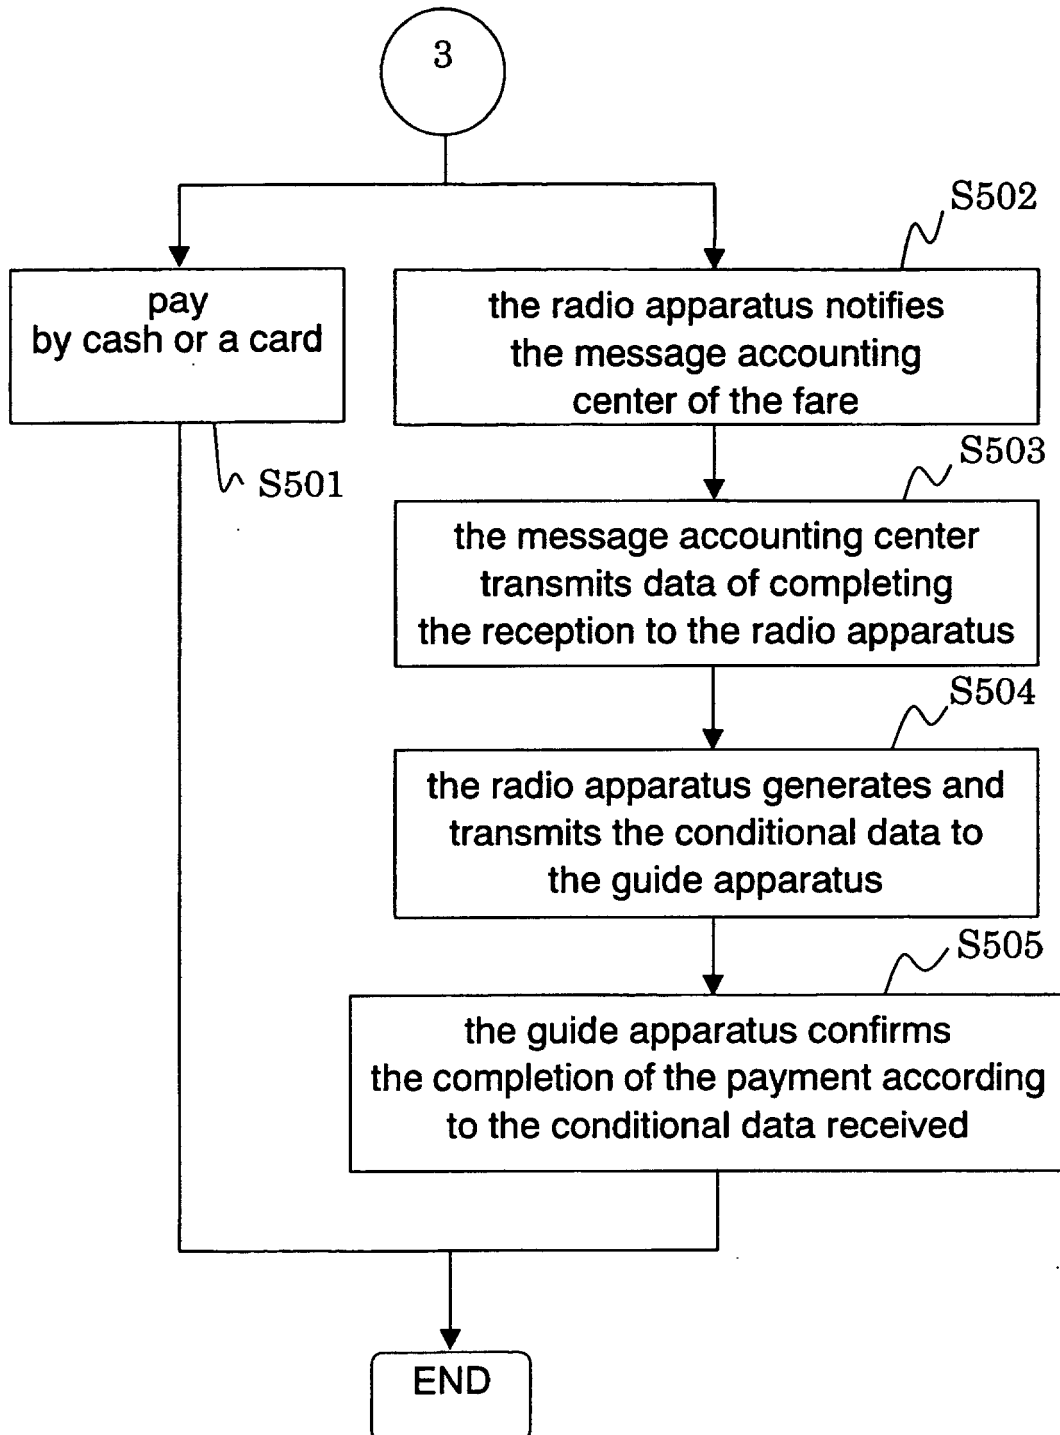 3
S502
pay
by cash or a card
the radio apparatus notifies
the message accounting
center of the fare
S501
S503
the message accounting center
transmits data of completing
the reception to the radio apparatus
S504
the radio apparatus generates and
transmits the conditional data to
the guide apparatus
S505
the guide apparatus confirms
the completion of the payment according
to the conditional data received
END